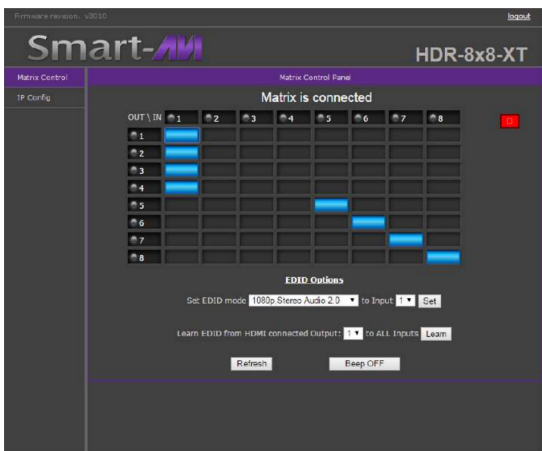 Firmware revision. v3010
logout
Smart-AVI
HDR-8x8-XT
Matrix Control
Matrix Control Panel
IP Config
Matrix is connected
OUT \ IN 1 2 3 4 5 6 7 8
1
2
3
4
5
6
7
8
EDID Options
Set EDID mode 1080p Stereo Audio 2.0 to Input 1 Set
Learn EDID from HDMI connected Output: 1 to ALL Inputs Learn
Refresh Beep OFF